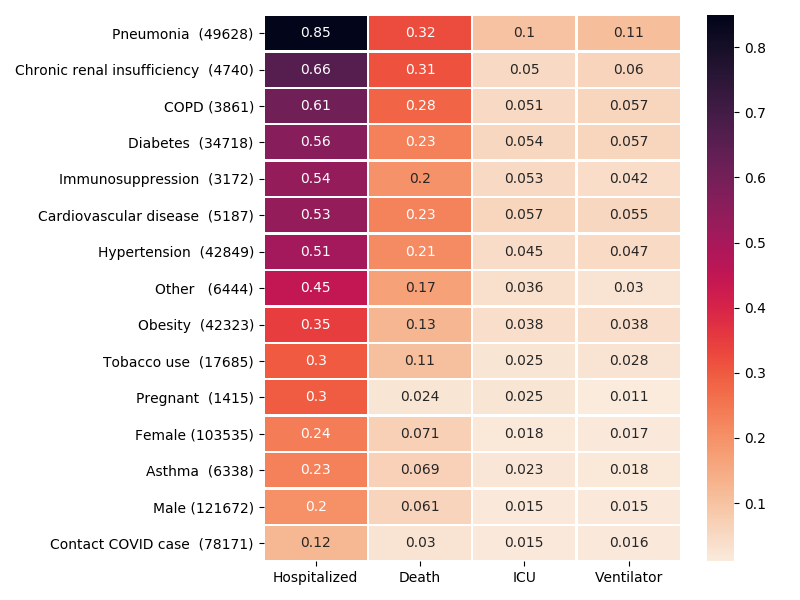 Pneumonia (49628) 0.85 0.32 0.1 0.11
Chronic renal insufficiency (4740) 0.66 0.31 0.05 0.06
COPD (3861) 0.61 0.28 0.051 0.057
Diabetes (34718) 0.56 0.23 0.054 0.057
Immunosuppression (3172) 0.54 0.2 0.053 0.042
Cardiovascular disease (5187) 0.53 0.23 0.057 0.055
Hypertension (42849) 0.51 0.21 0.045 0.047
Other (6444) 0.45 0.17 0.036 0.03
Obesity (42323) 0.35 0.13 0.038 0.038
Tobacco use (17685) 0.3 0.11 0.025 0.028
Pregnant (1415) 0.3 0.024 0.025 0.011
Female (103535) 0.24 0.071 0.018 0.017
Asthma (6338) 0.23 0.069 0.023 0.018
Male (121672) 0.2 0.061 0.015 0.015
Contact COVID case (78171) 0.12 0.03 0.015 0.016
Hospitalized Death ICU Ventilator
0.8
0.7
0.6
0.5
0.4
0.3
0.2
0.1